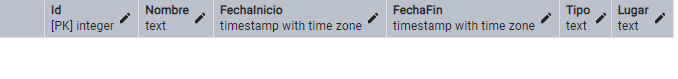 Id Nombre FechaInicio FechaFin Tipo Lugar
[PK] integer text timestamp with time zone timestamp with time zone text text